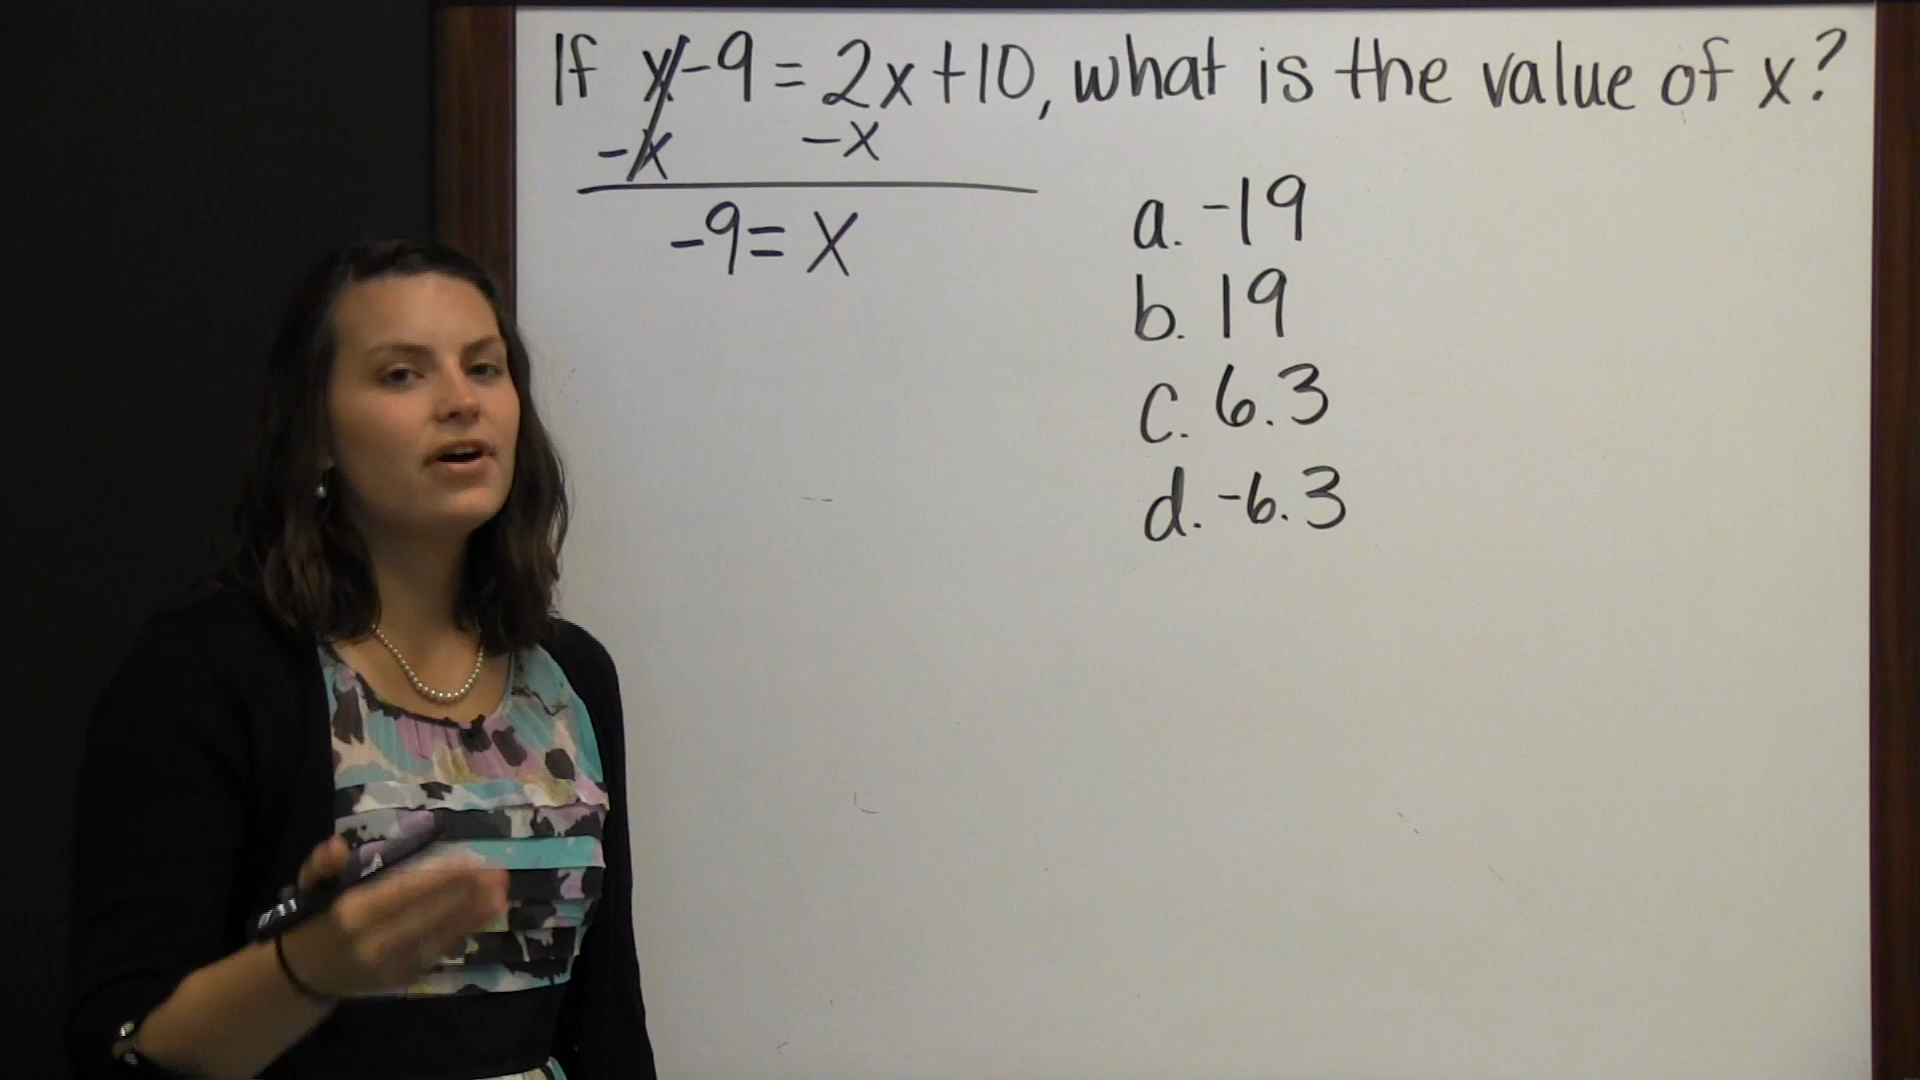 If x-9=2x+10, what is the value of x?
-x -x
-9=x
a. -19
b. 19
c. 6.3
d. -6.3